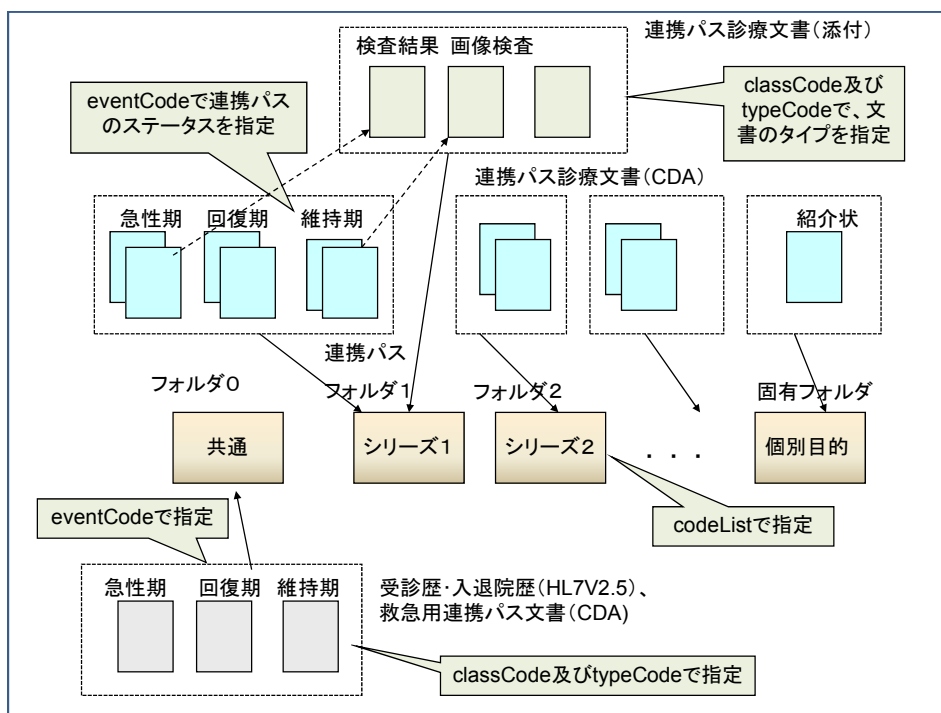 連携パス診療文書(添付)
検査結果 画像検査
eventCodeで連携パス
のステータスを指定
classCode及び
typeCodeで、文
書のタイプを指定
連携パス診療文書(CDA)
急性期 回復期 維持期
紹介状
連携パス
フォルダ0 フォルダ1 フォルダ2 固有フォルダ
共通 シリーズ1 シリーズ2 ・・・ 個別目的
eventCodeで指定
codeListで指定
急性期 回復期 維持期
受診歴・入退院歴(HL7V2.5)、
救急用連携パス文書(CDA)
classCode及びtypeCodeで指定